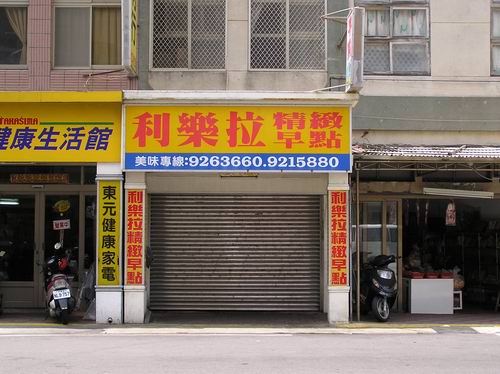 TAKASIMA
健康生活館
利樂拉精緻早點
美味專線:9263660.9215880
東元健康家電
利樂拉精緻早點
利樂拉精緻早點